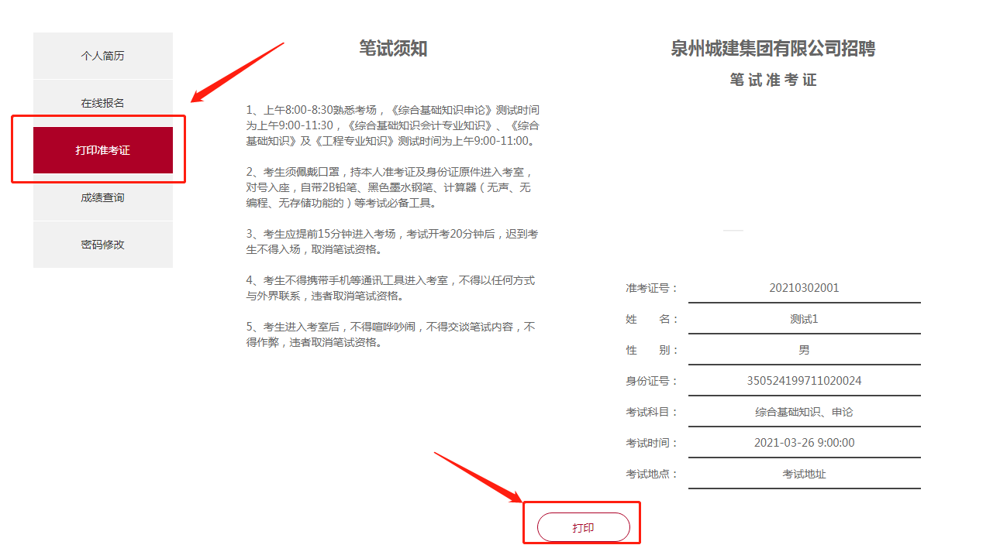 个人简历
在线报名
打印准考证
成绩查询
密码修改
笔试须知
1、上午8:00-8:30熟悉考场，《综合基础知识申论》测试时间
为上午9:00-11:30，《综合基础知识会计专业知识》、《综合
基础知识》及《工程专业知识》测试时间为上午9:00-11:00。
2、考生须佩戴口罩，持本人准考证及身份证原件进入考室，
对号入座，自带2B铅笔、黑色墨水钢笔、计算器（无声、无
编程、无存储功能的）等考试必备工具。
3、考生应提前15分钟进入考场，考试开考20分钟后，迟到考
生不得入场，取消笔试资格。
4、考生不得携带手机等通讯工具进入考室，不得以任何方式
与外界联系，违者取消笔试资格。
5、考生进入考室后，不得喧哗吵闹，不得交谈笔试内容，不
得作弊，违者取消笔试资格。
泉州城建集团有限公司招聘
笔试准考证
准考证号： 20210302001
姓 名： 测试1
性 别： 男
身份证号： 350524199711020024
考试科目： 综合基础知识、申论
考试时间： 2021-03-26 9:00:00
考试地点： 考试地址
打印